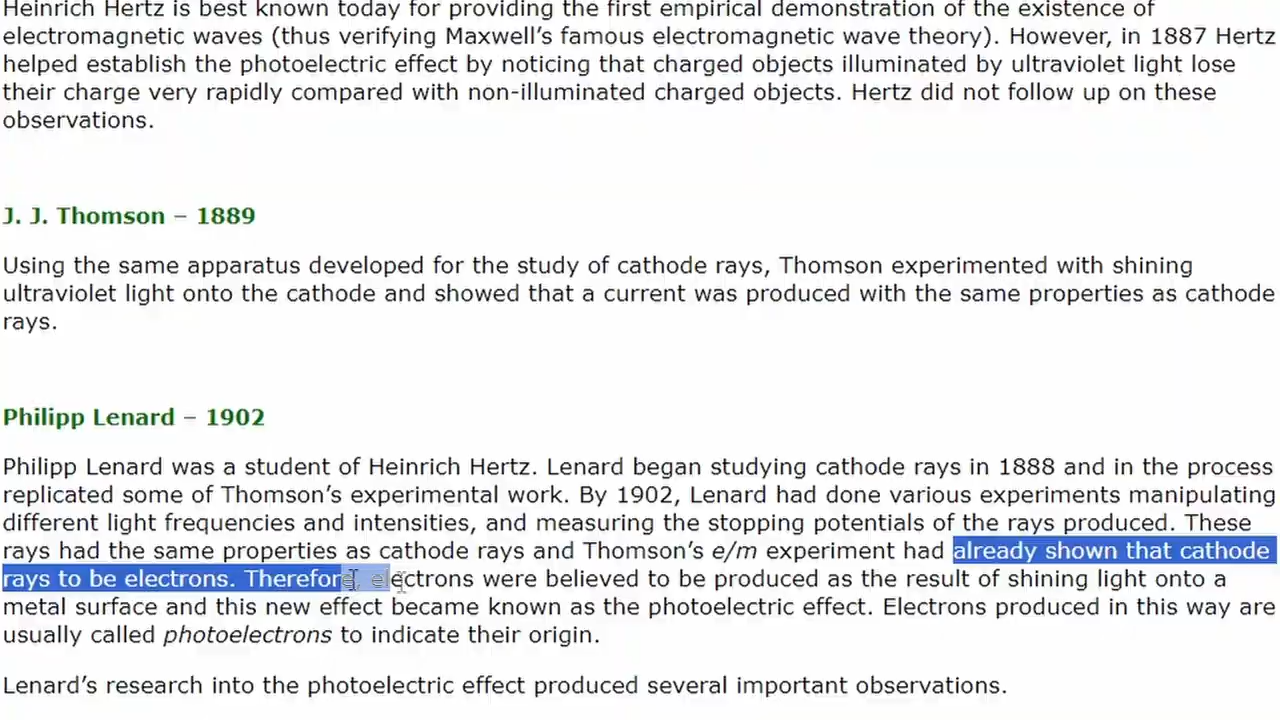 Heinrich Hertz is best known today for providing the first empirical demonstration of the existence of
electromagnetic waves (thus verifying Maxwell’s famous electromagnetic wave theory). However, in 1887 Hertz
helped establish the photoelectric effect by noticing that charged objects illuminated by ultraviolet light lose
their charge very rapidly compared with non-illuminated charged objects. Hertz did not follow up on these
observations.
J. J. Thomson – 1889
Using the same apparatus developed for the study of cathode rays, Thomson experimented with shining
ultraviolet light onto the cathode and showed that a current was produced with the same properties as cathode
rays.
Philipp Lenard – 1902
Philipp Lenard was a student of Heinrich Hertz. Lenard began studying cathode rays in 1888 and in the process
replicated some of Thomson’s experimental work. By 1902, Lenard had done various experiments manipulating
different light frequencies and intensities, and measuring the stopping potentials of the rays produced. These
rays had the same properties as cathode rays and Thomson’s e/m experiment had already shown that cathode
rays to be electrons. Therefore, electrons were believed to be produced as the result of shining light onto a
metal surface and this new effect became known as the photoelectric effect. Electrons produced in this way are
usually called photoelectrons to indicate their origin.
Lenard’s research into the photoelectric effect produced several important observations.